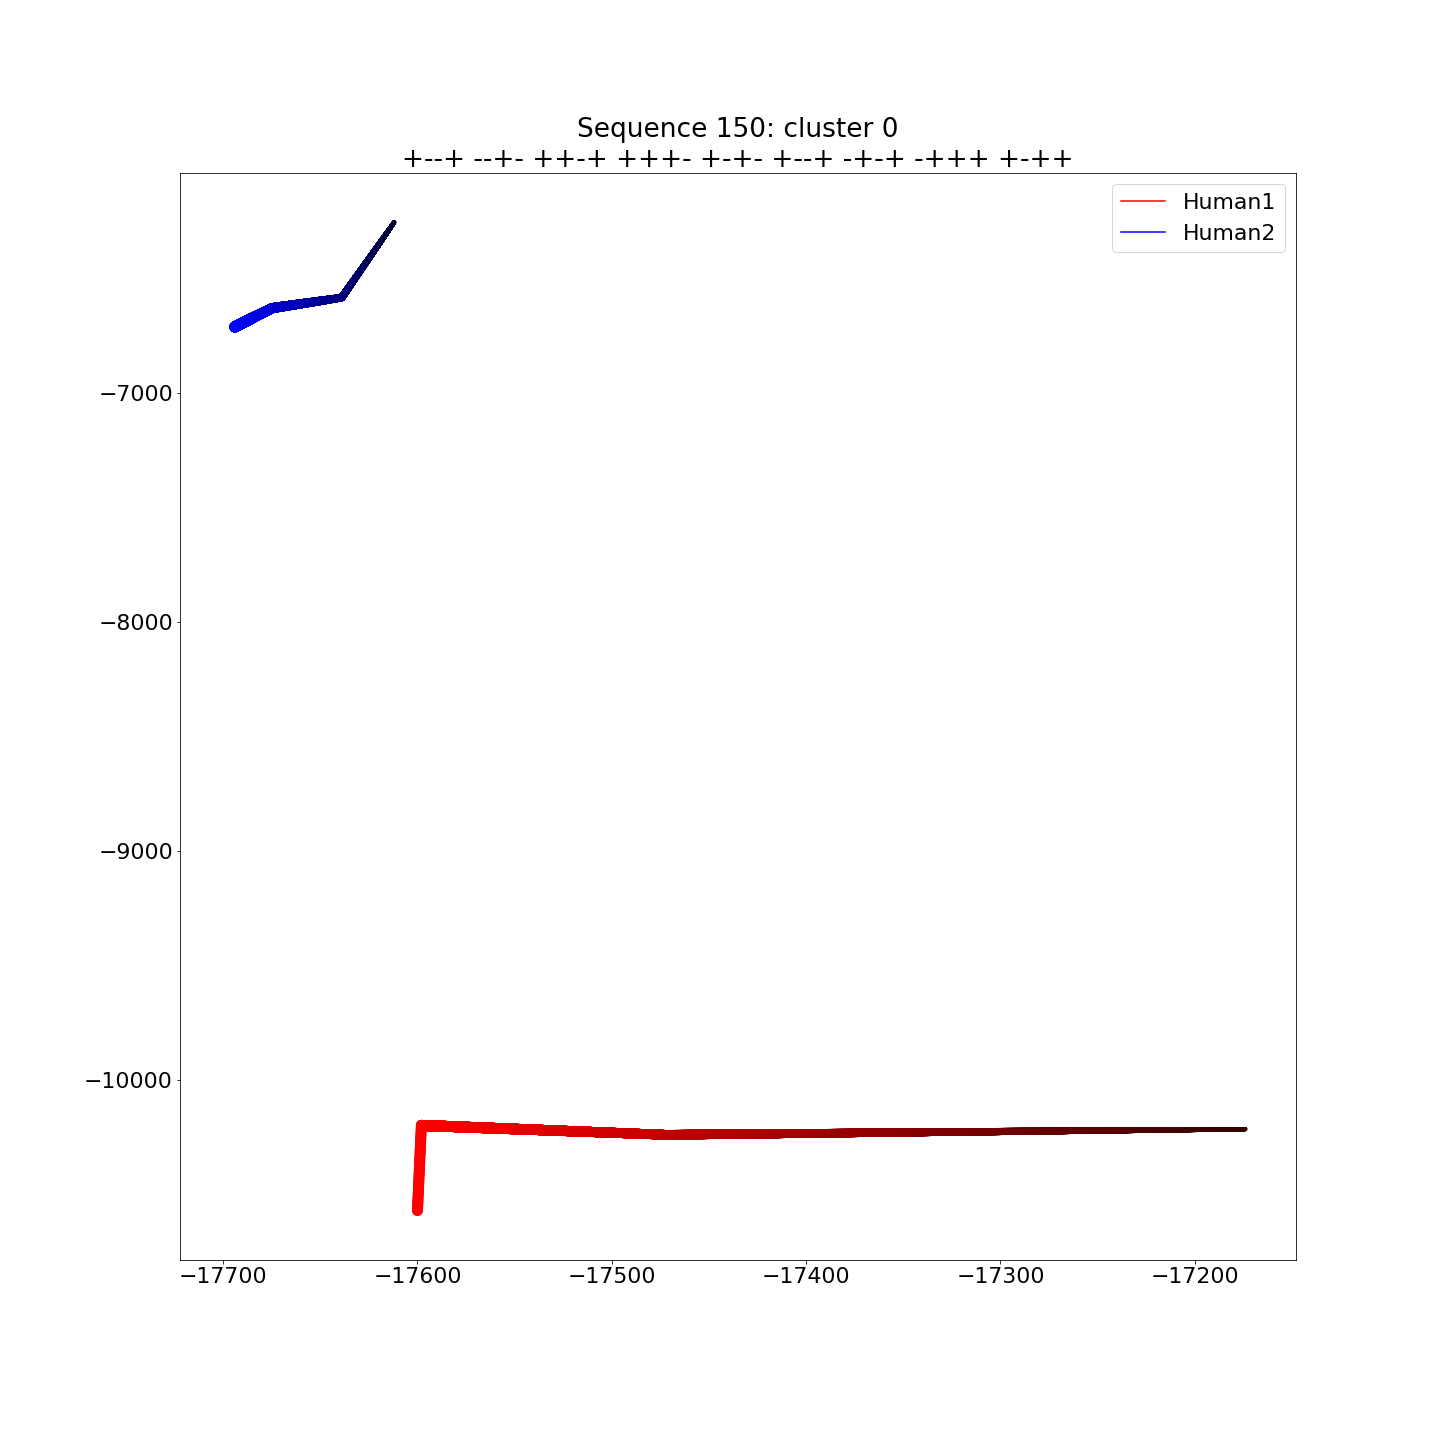 Sequence 150: cluster 0
+--+ --+- ++-+ +++- +-+- +--+ -+-+ -+++ +-++
Human1
Human2
−7000
−8000
−9000
−10000
−17700 −17600 −17500 −17400 −17300 −17200